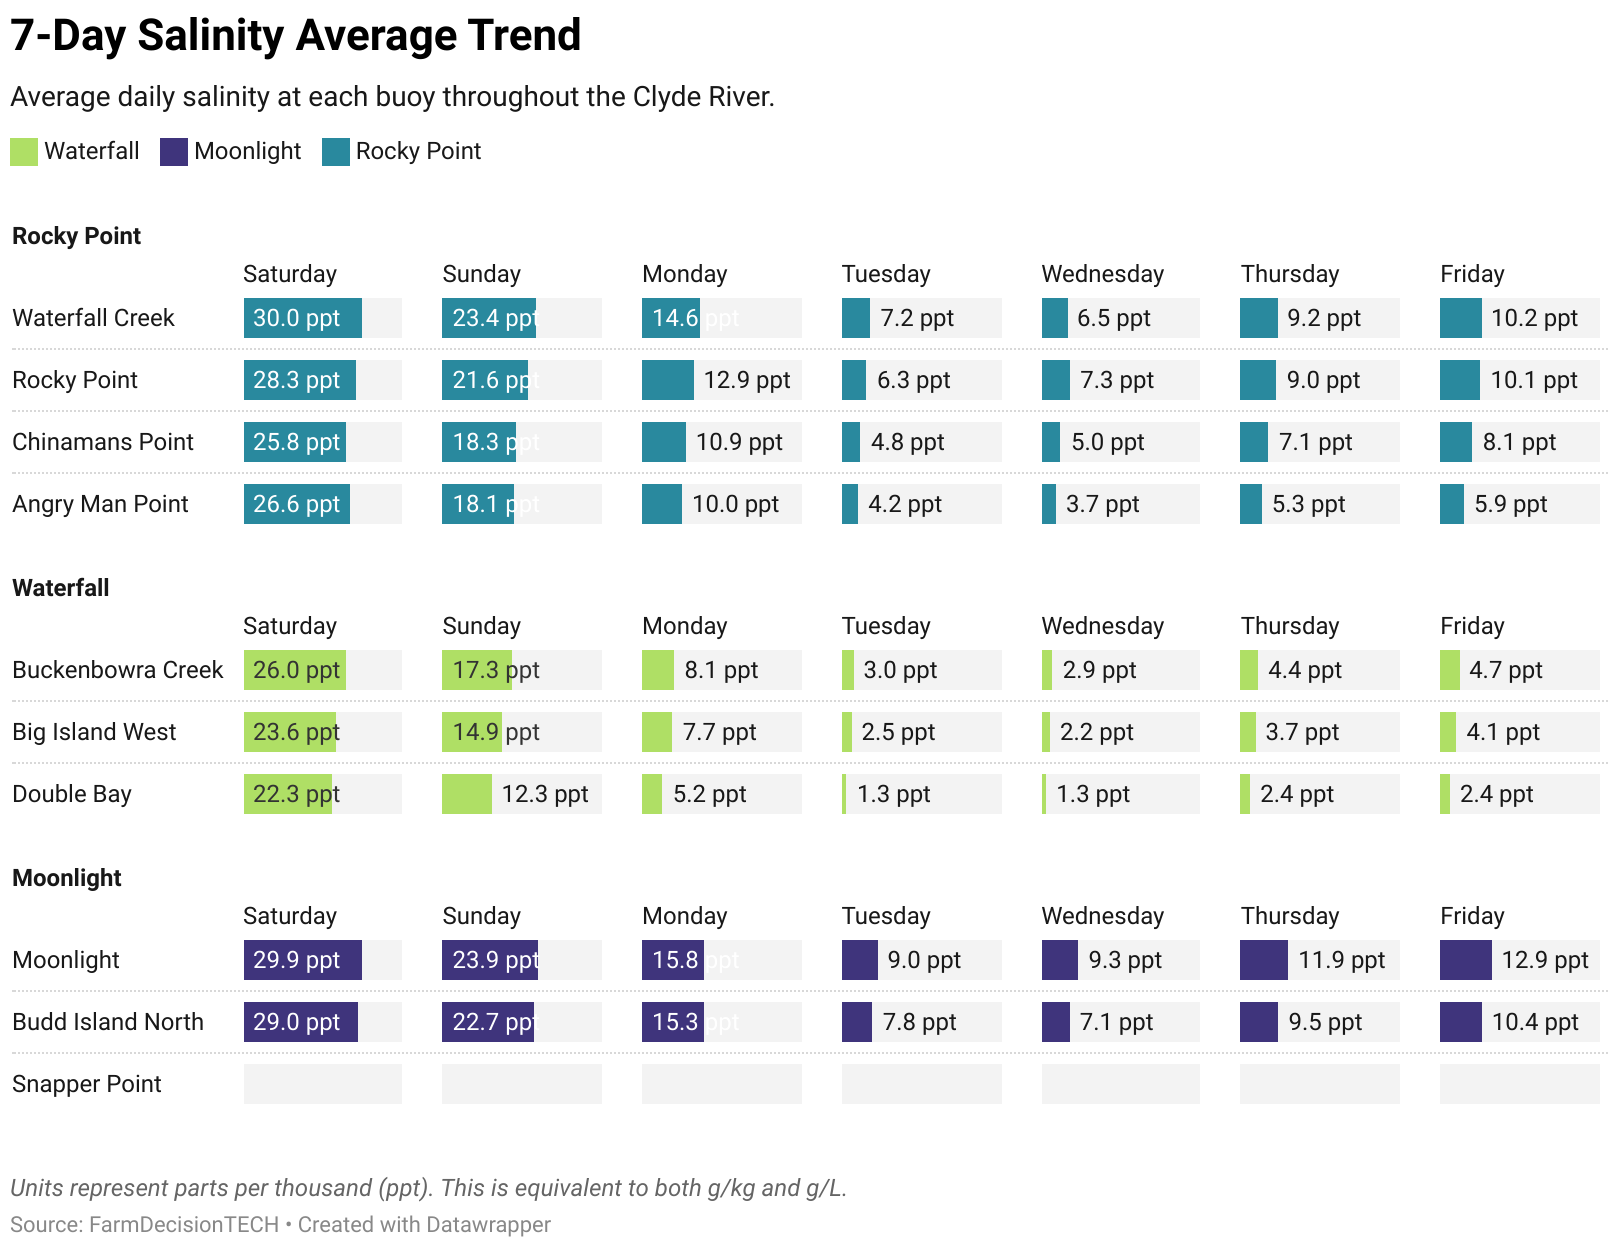 7-Day Salinity Average Trend
Average daily salinity at each buoy throughout the Clyde River.
Waterfall Moonlight Rocky Point
Rocky Point
Saturday Sunday Monday Tuesday Wednesday Thursday Friday
Waterfall Creek 30.0 ppt 23.4 ppt 14.6 ppt 7.2 ppt 6.5 ppt 9.2 ppt 10.2 ppt
Rocky Point 28.3 ppt 21.6 ppt 12.9 ppt 6.3 ppt 7.3 ppt 9.0 ppt 10.1 ppt
Chinamans Point 25.8 ppt 18.3 ppt 10.9 ppt 4.8 ppt 5.0 ppt 7.1 ppt 8.1 ppt
Angry Man Point 26.6 ppt 18.1 ppt 10.0 ppt 4.2 ppt 3.7 ppt 5.3 ppt 5.9 ppt
Waterfall
Saturday Sunday Monday Tuesday Wednesday Thursday Friday
Buckenbowra Creek 26.0 ppt 17.3 ppt 8.1 ppt 3.0 ppt 2.9 ppt 4.4 ppt 4.7 ppt
Big Island West 23.6 ppt 14.9 ppt 7.7 ppt 2.5 ppt 2.2 ppt 3.7 ppt 4.1 ppt
Double Bay 22.3 ppt 12.3 ppt 5.2 ppt 1.3 ppt 1.3 ppt 2.4 ppt 2.4 ppt
Moonlight
Saturday Sunday Monday Tuesday Wednesday Thursday Friday
Moonlight 29.9 ppt 23.9 ppt 15.8 ppt 9.0 ppt 9.3 ppt 11.9 ppt 12.9 ppt
Budd Island North 29.0 ppt 22.7 ppt 15.3 ppt 7.8 ppt 7.1 ppt 9.5 ppt 10.4 ppt
Snapper Point
Units represent parts per thousand (ppt). This is equivalent to both g/kg and g/L.
Source: FarmDecisionTECH • Created with Datawrapper